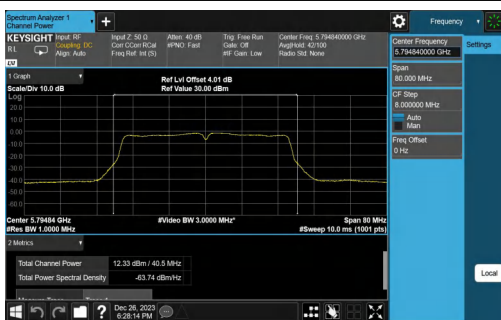 Spectrum Analyzer 1
Channel Power
Frequency
KEYSIGHT
RL
LV
Input: RF
Coupling: DC
Align: Auto
Input Z: 50 Ω
Corr CCorr RCal
Freq Ref: Int (S)
Atten: 40 dB
#PNO: Fast
Trig: Free Run
Gate: Off
#IF Gain: Low
Center Freq: 5.794840000 GHz
Avg|Hold: 42/100
Radio Std: None
Center Frequency
5.794840000 GHz
Settings
Span
80.000 MHz
CF Step
8.000000 MHz
Auto
Man
Freq Offset
0 Hz
Local
1 Graph
Scale/Div 10.0 dB
Ref Lvl Offset 4.01 dB
Ref Value 30.00 dBm
Log
20.0
10.0
0.00
-10.0
-20.0
-30.0
-40.0
-50.0
-60.0
Center 5.79484 GHz
#Video BW 3.0000 MHz*
Span 80 MHz
#Res BW 1.0000 MHz
#Sweep 10.0 ms (1001 pts)
2 Metrics
Total Channel Power 12.33 dBm / 40.5 MHz
Total Power Spectral Density -63.74 dBm/Hz
?
Dec 26, 2023
6:28:14 PM